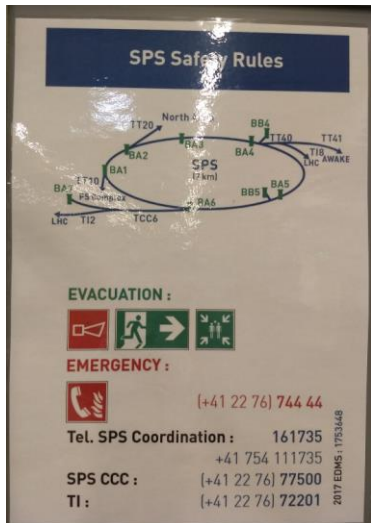 SPS Safety Rules
TT20
North Area
BA3
BB4
TT40
TT41
BA2
BA4
TI8
LHC
AWAKE
BA1
SPS
(7km)
TT10
BA7
PS Complex
BB5
BA5
BA6
LHC
TI2
TCC6
EVACUATION :
EMERGENCY :
(+41 22 76) 744 44
Tel. SPS Coordination : 161735
+41 754 111735
SPS CCC : (+41 22 76) 77500
TI : (+41 22 76) 72201
2017 EDMS : 1753648